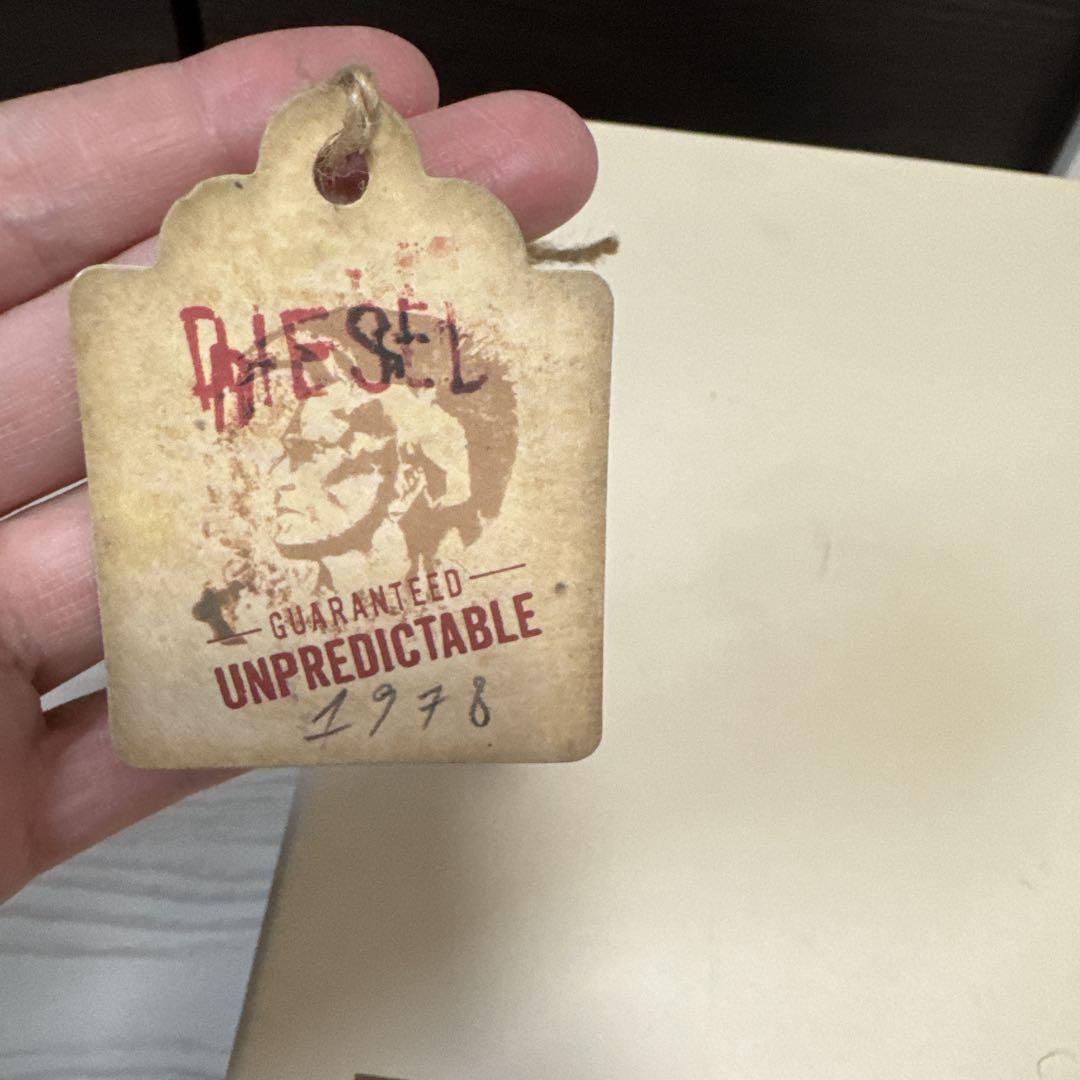 DIESEL
GUARANTEED
UNPREDICTABLE
1978